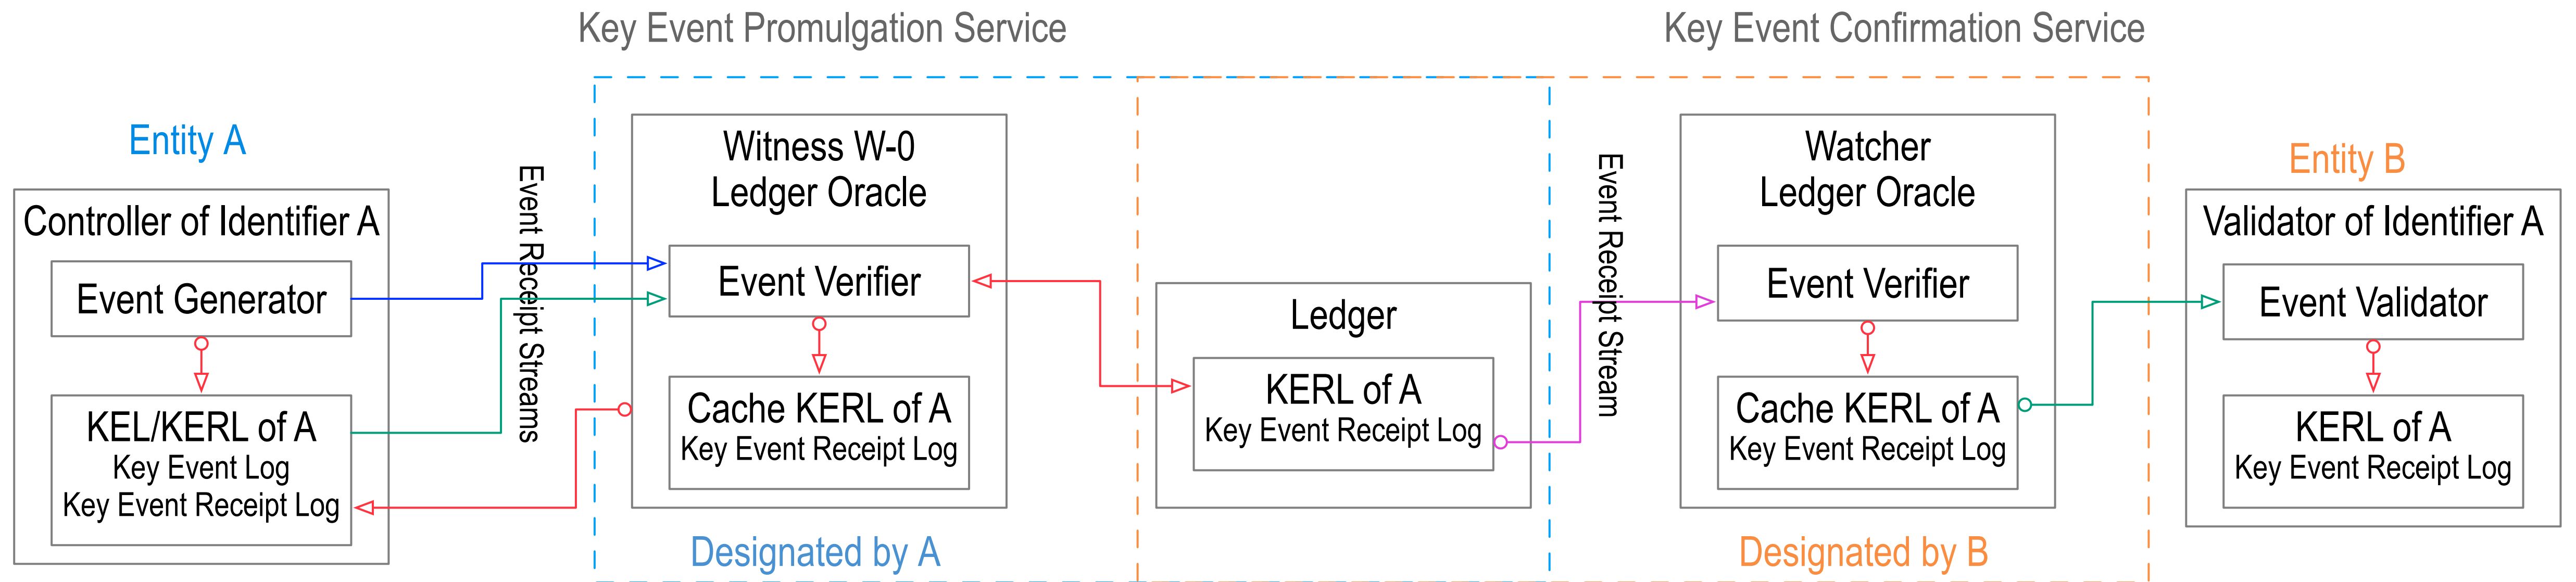 Key Event Promulgation Service
Key Event Confirmation Service
Entity A
Controller of Identifier A
Event Generator
KEL/KERL of A
Key Event Log
Key Event Receipt Log
Event Receipt Streams
Witness W-0
Ledger Oracle
Event Verifier
Cache KERL of A
Key Event Receipt Log
Designated by A
Ledger
KERL of A
Key Event Receipt Log
Event Receipt Stream
Watcher
Ledger Oracle
Event Verifier
Cache KERL of A
Key Event Receipt Log
Designated by B
Entity B
Validator of Identifier A
Event Validator
KERL of A
Key Event Receipt Log